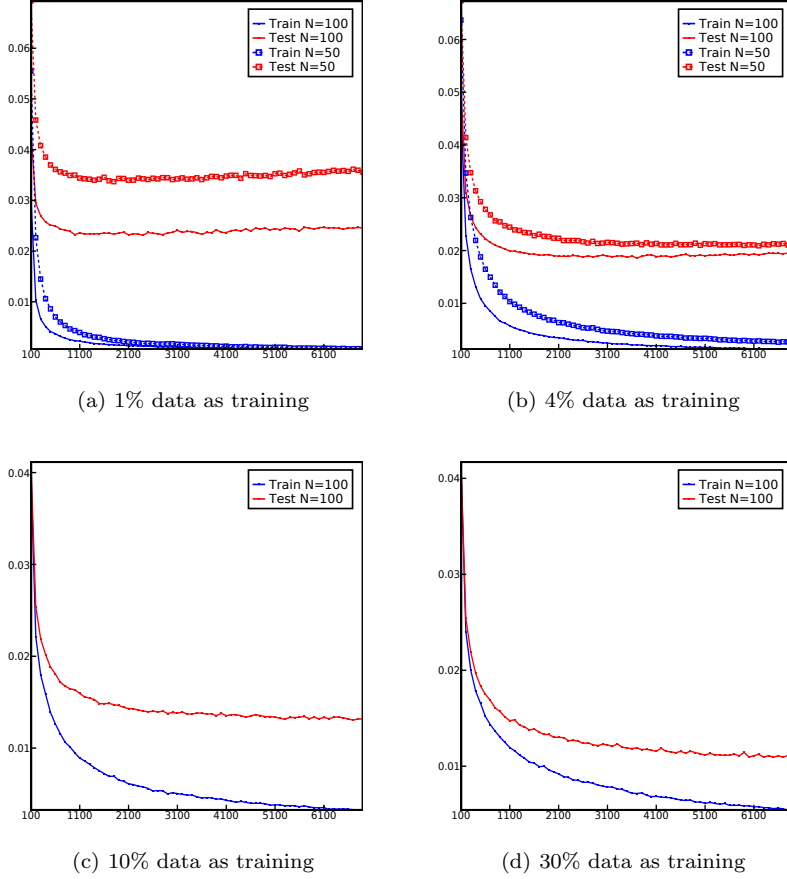 Train N=100
Test N=100
Train N=50
Test N=50
0.06
0.05
0.04
0.03
0.02
0.01
100 1100 2100 3100 4100 5100 6100
(a) 1% data as training
Train N=100
Test N=100
Train N=50
Test N=50
0.06
0.05
0.04
0.03
0.02
0.01
100 1100 2100 3100 4100 5100 6100
(b) 4% data as training
Train N=100
Test N=100
0.04
0.03
0.02
0.01
100 1100 2100 3100 4100 5100 6100
(c) 10% data as training
Train N=100
Test N=100
0.04
0.03
0.02
0.01
100 1100 2100 3100 4100 5100 6100
(d) 30% data as training